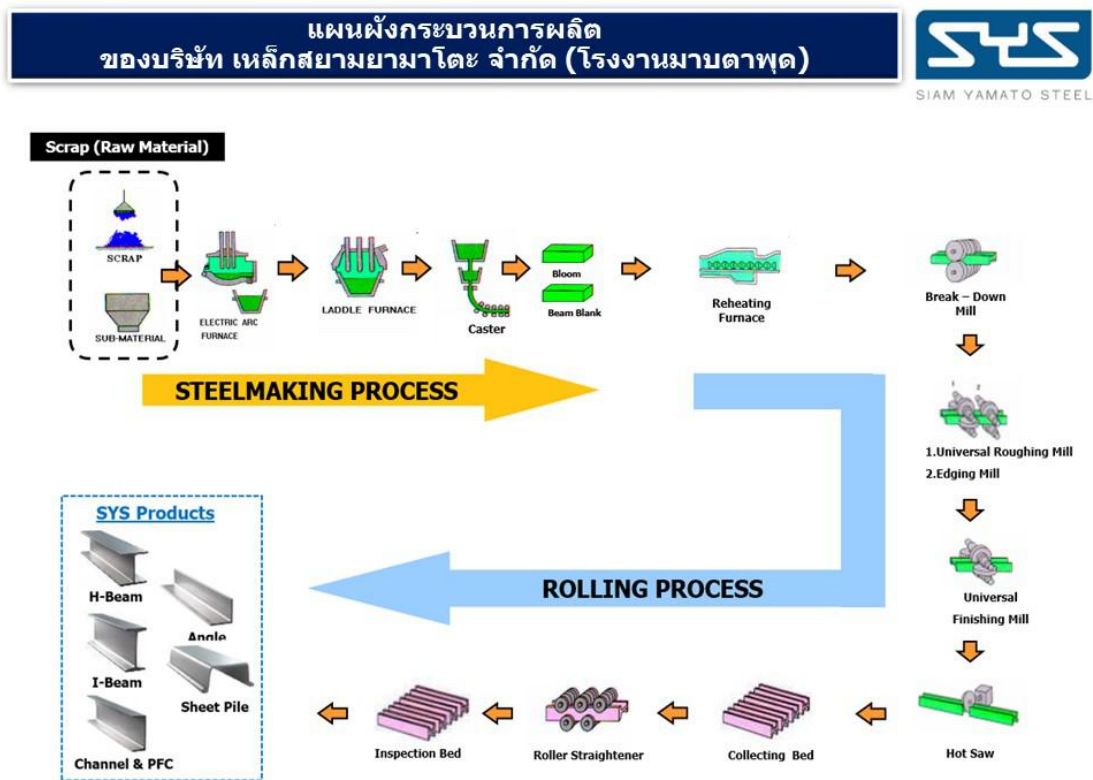 แผนผังกระบวนการผลิต
ของบริษัท เหล็กสยามยามาโตะ จำกัด (โรงงานมาบตาพุด)
SYS
SIAM YAMATO STEEL
Scrap (Raw Material)
SCRAP
SUB-MATERIAL
ELECTRIC ARC
FURNACE
LADDLE FURNACE
Caster
Bloom
Beam Blank
Reheating
Furnace
Break – Down
Mill
STEELMAKING PROCESS
1.Universal Roughing Mill
2.Edging Mill
Universal
Finishing Mill
ROLLING PROCESS
SYS Products
H-Beam
Angle
I-Beam
Sheet Pile
Channel & PFC
Inspection Bed
Roller Straightener
Collecting Bed
Hot Saw